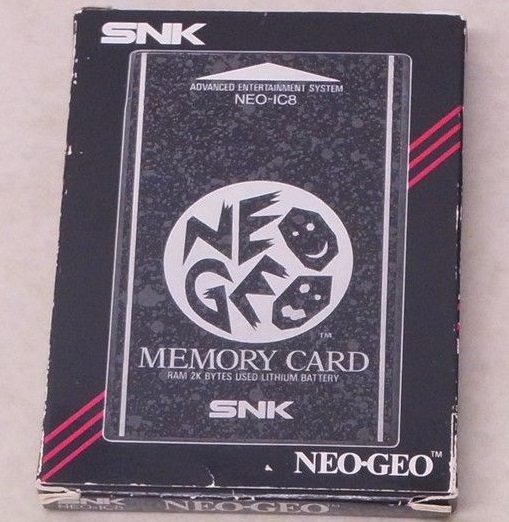 SNK
ADVANCED ENTERTAINMENT SYSTEM
NEO-IC8
NEO
GEO
TM
MEMORY CARD
RAM 2K BYTES USED LITHIUM BATTERY
SNK
NEO•GEO™
SNK
NEO-IC8
NEO•GEO